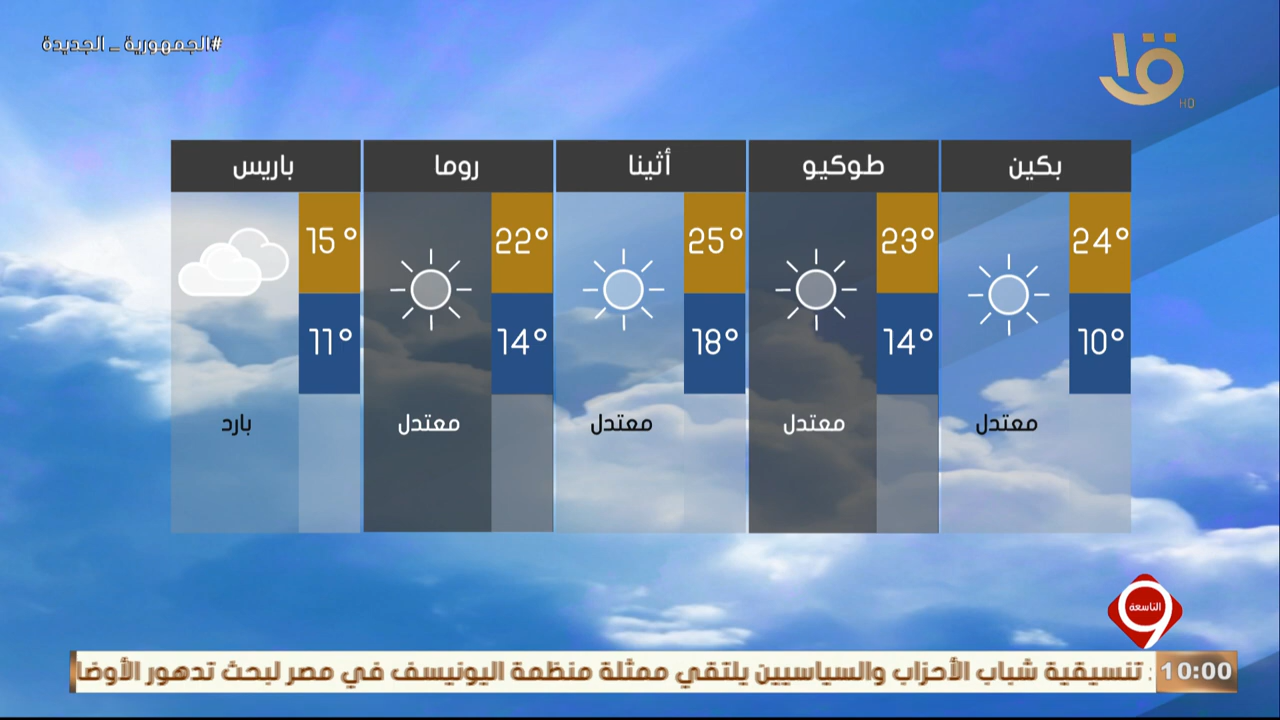 #الجمهورية_الجديدة
HD
بكين
طوكيو
أثينا
روما
باريس
24°
23°
25°
22°
15°
10°
14°
18°
14°
11°
معتدل
معتدل
معتدل
معتدل
بارد
التاسعة
9
10:00
: تنسيقية شباب الأحزاب والسياسيين يلتقي ممثلة منظمة اليونيسف في مصر لبحث تدهور الأوضا